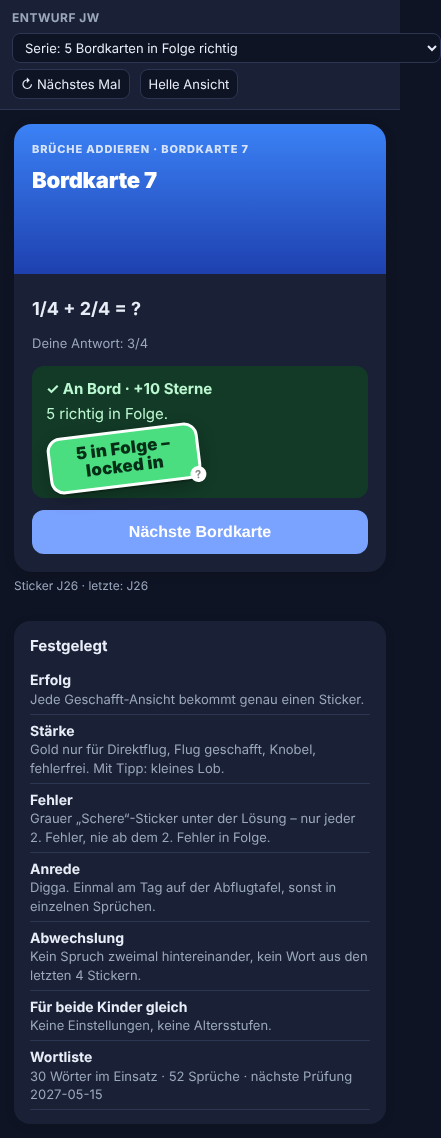 ENTWURF JW
Serie: 5 Bordkarten in Folge richtig
↻ Nächstes Mal
Helle Ansicht
BRÜCHE ADDIEREN · BORDKARTE 7
Bordkarte 7
1/4 + 2/4 = ?
Deine Antwort: 3/4
✓ An Bord · +10 Sterne
5 richtig in Folge.
5 in Folge –
locked in
?
Nächste Bordkarte
Sticker J26 · letzte: J26
Festgelegt
Erfolg
Jede Geschafft-Ansicht bekommt genau einen Sticker.
Stärke
Gold nur für Direktflug, Flug geschafft, Knobel,
fehlerfrei. Mit Tipp: kleines Lob.
Fehler
Grauer „Schere“-Sticker unter der Lösung – nur jeder
2. Fehler, nie ab dem 2. Fehler in Folge.
Anrede
Digga. Einmal am Tag auf der Abflugtafel, sonst in
einzelnen Sprüchen.
Abwechslung
Kein Spruch zweimal hintereinander, kein Wort aus den
letzten 4 Stickern.
Für beide Kinder gleich
Keine Einstellungen, keine Altersstufen.
Wortliste
30 Wörter im Einsatz · 52 Sprüche · nächste Prüfung
2027-05-15